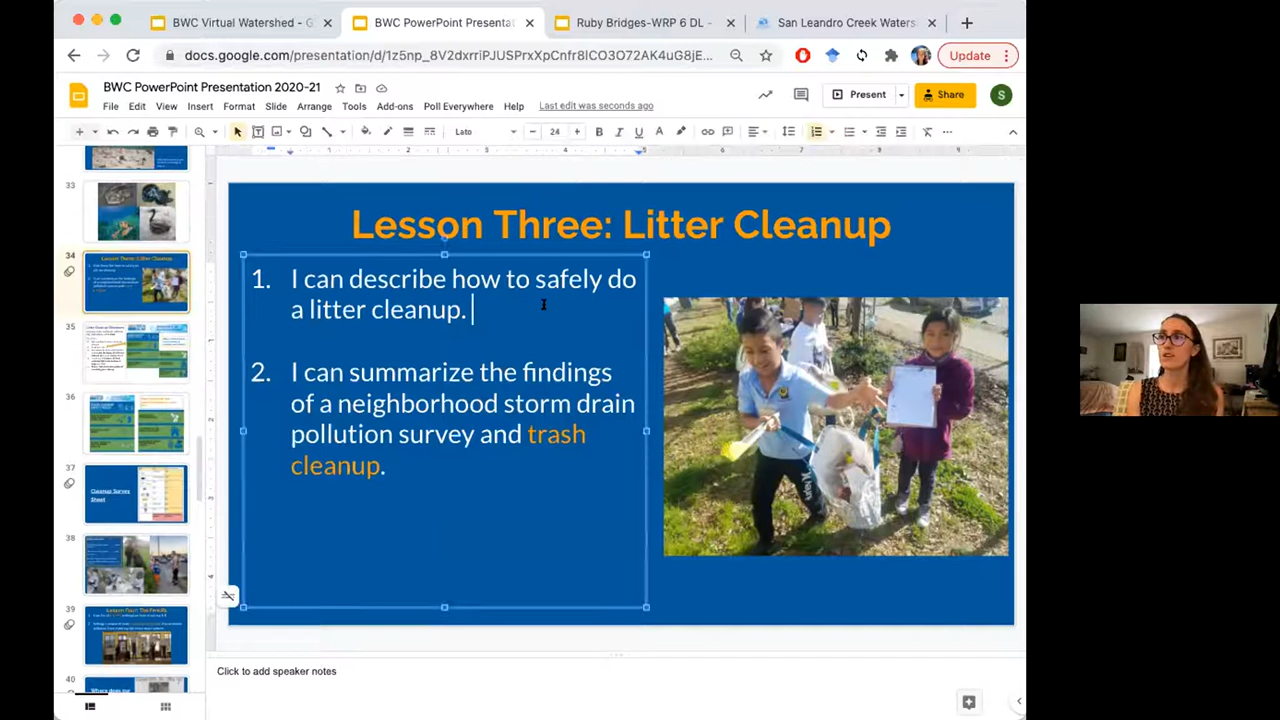 BWC Virtual Watershed - G
BWC PowerPoint Presentat
Ruby Bridges-WRP 6 DL -
San Leandro Creek Waters
docs.google.com/presentation/d/1z5np_8V2dxrriPJUSPrxXpCnfr8lCO3O72AK4uG8jE...
Update
BWC PowerPoint Presentation 2020-21
File Edit View Insert Format Slide Arrange Tools Add-ons Poll Everywhere Help Last edit was seconds ago
Present
Share
S
Lato
24
33
34
35
36
37
38
39
40
Cleanup Survey
Sheet
Lesson Three: Litter Cleanup
1. I can describe how to safely do
a litter cleanup.
2. I can summarize the findings
of a neighborhood storm drain
pollution survey and trash
cleanup.
Click to add speaker notes